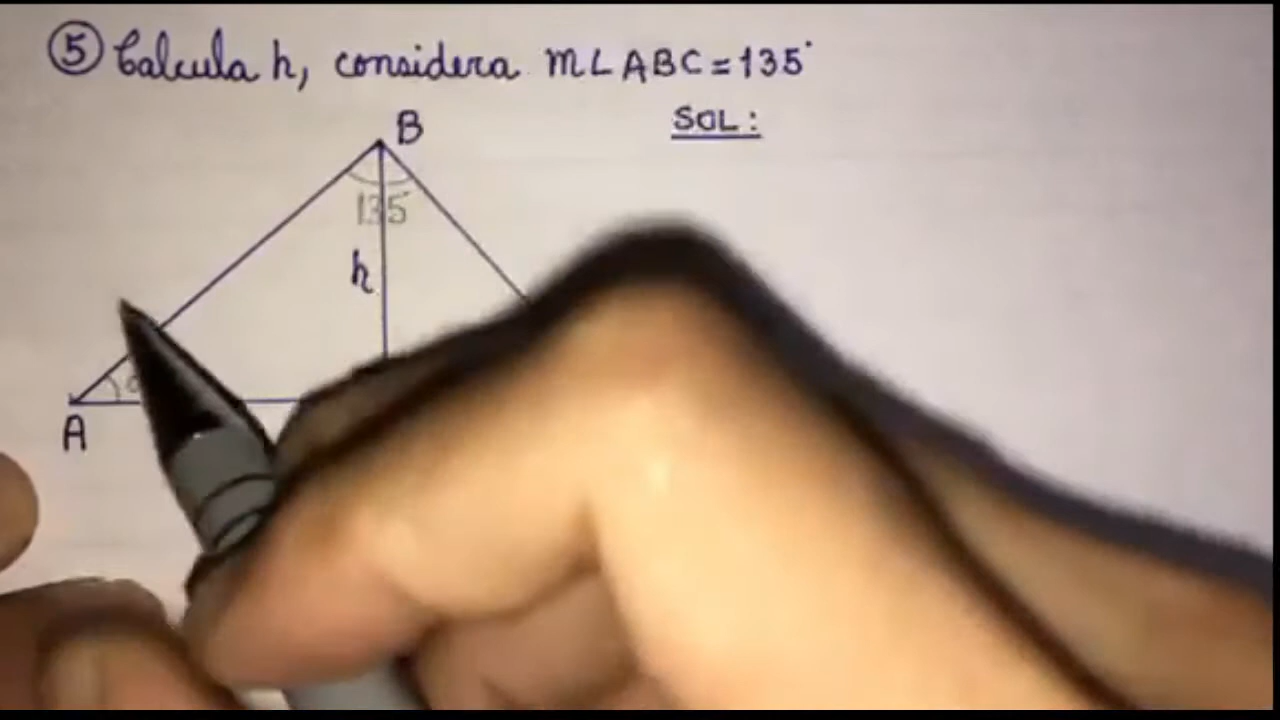 ⑤ Calcula h, considera m∠ABC=135°
SOL:
B
135
h
A